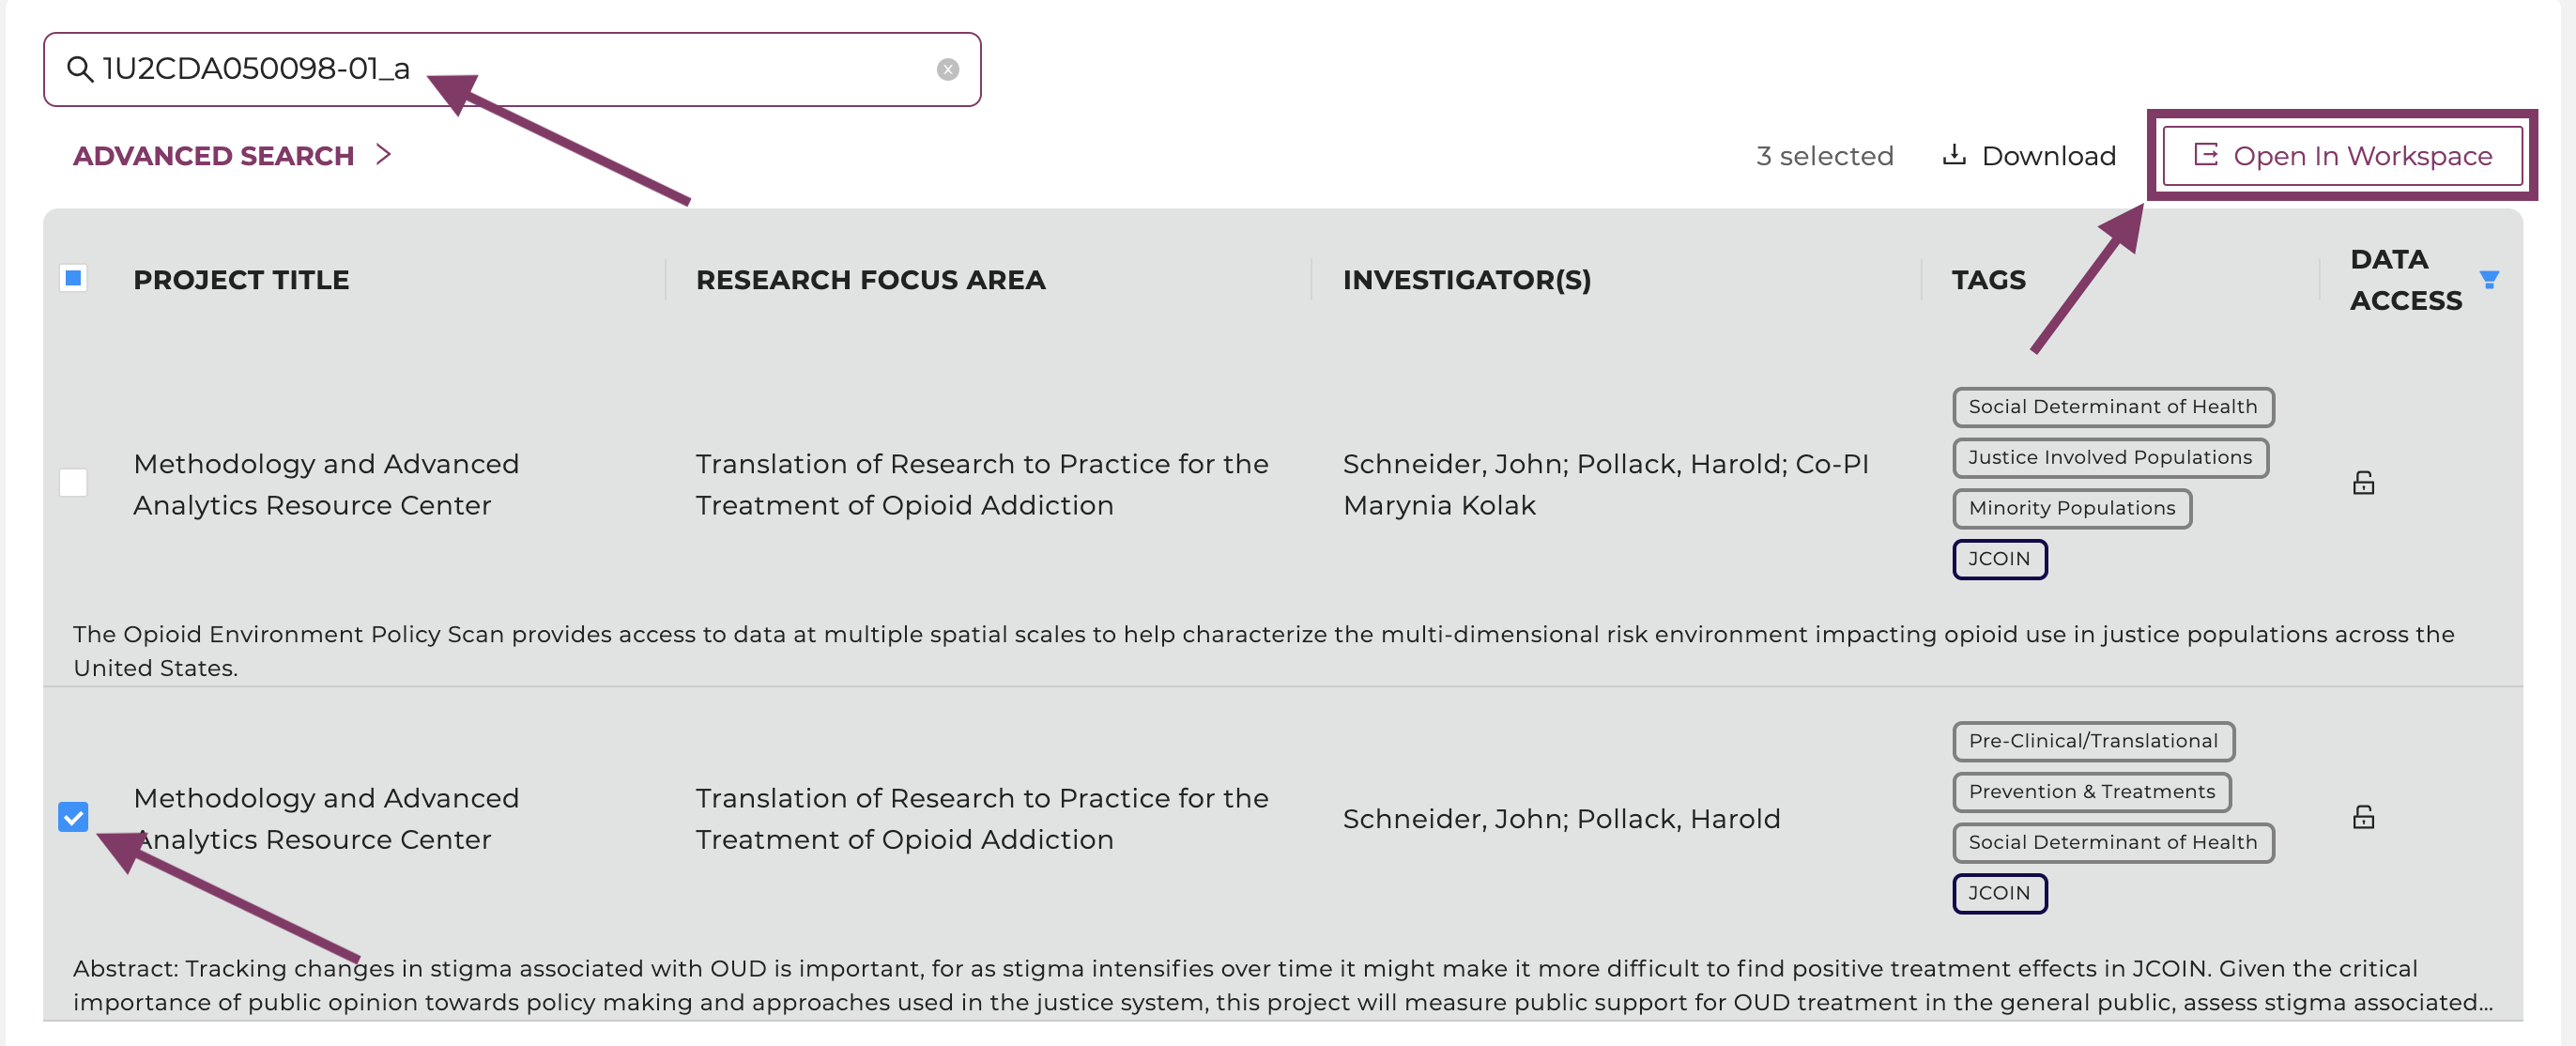 1U2CDA050098-01_a
ADVANCED SEARCH >
3 selected
Download
Open In Workspace
PROJECT TITLE
RESEARCH FOCUS AREA
INVESTIGATOR(S)
TAGS
DATA
ACCESS
Methodology and Advanced
Analytics Resource Center
Translation of Research to Practice for the
Treatment of Opioid Addiction
Schneider, John; Pollack, Harold; Co-PI
Marynia Kolak
Social Determinant of Health
Justice Involved Populations
Minority Populations
JCOIN
The Opioid Environment Policy Scan provides access to data at multiple spatial scales to help characterize the multi-dimensional risk environment impacting opioid use in justice populations across the
United States.
Methodology and Advanced
Analytics Resource Center
Translation of Research to Practice for the
Treatment of Opioid Addiction
Schneider, John; Pollack, Harold
Pre-Clinical/Translational
Prevention & Treatments
Social Determinant of Health
JCOIN
Abstract: Tracking changes in stigma associated with OUD is important, for as stigma intensifies over time it might make it more difficult to find positive treatment effects in JCOIN. Given the critical
importance of public opinion towards policy making and approaches used in the justice system, this project will measure public support for OUD treatment in the general public, assess stigma associated...